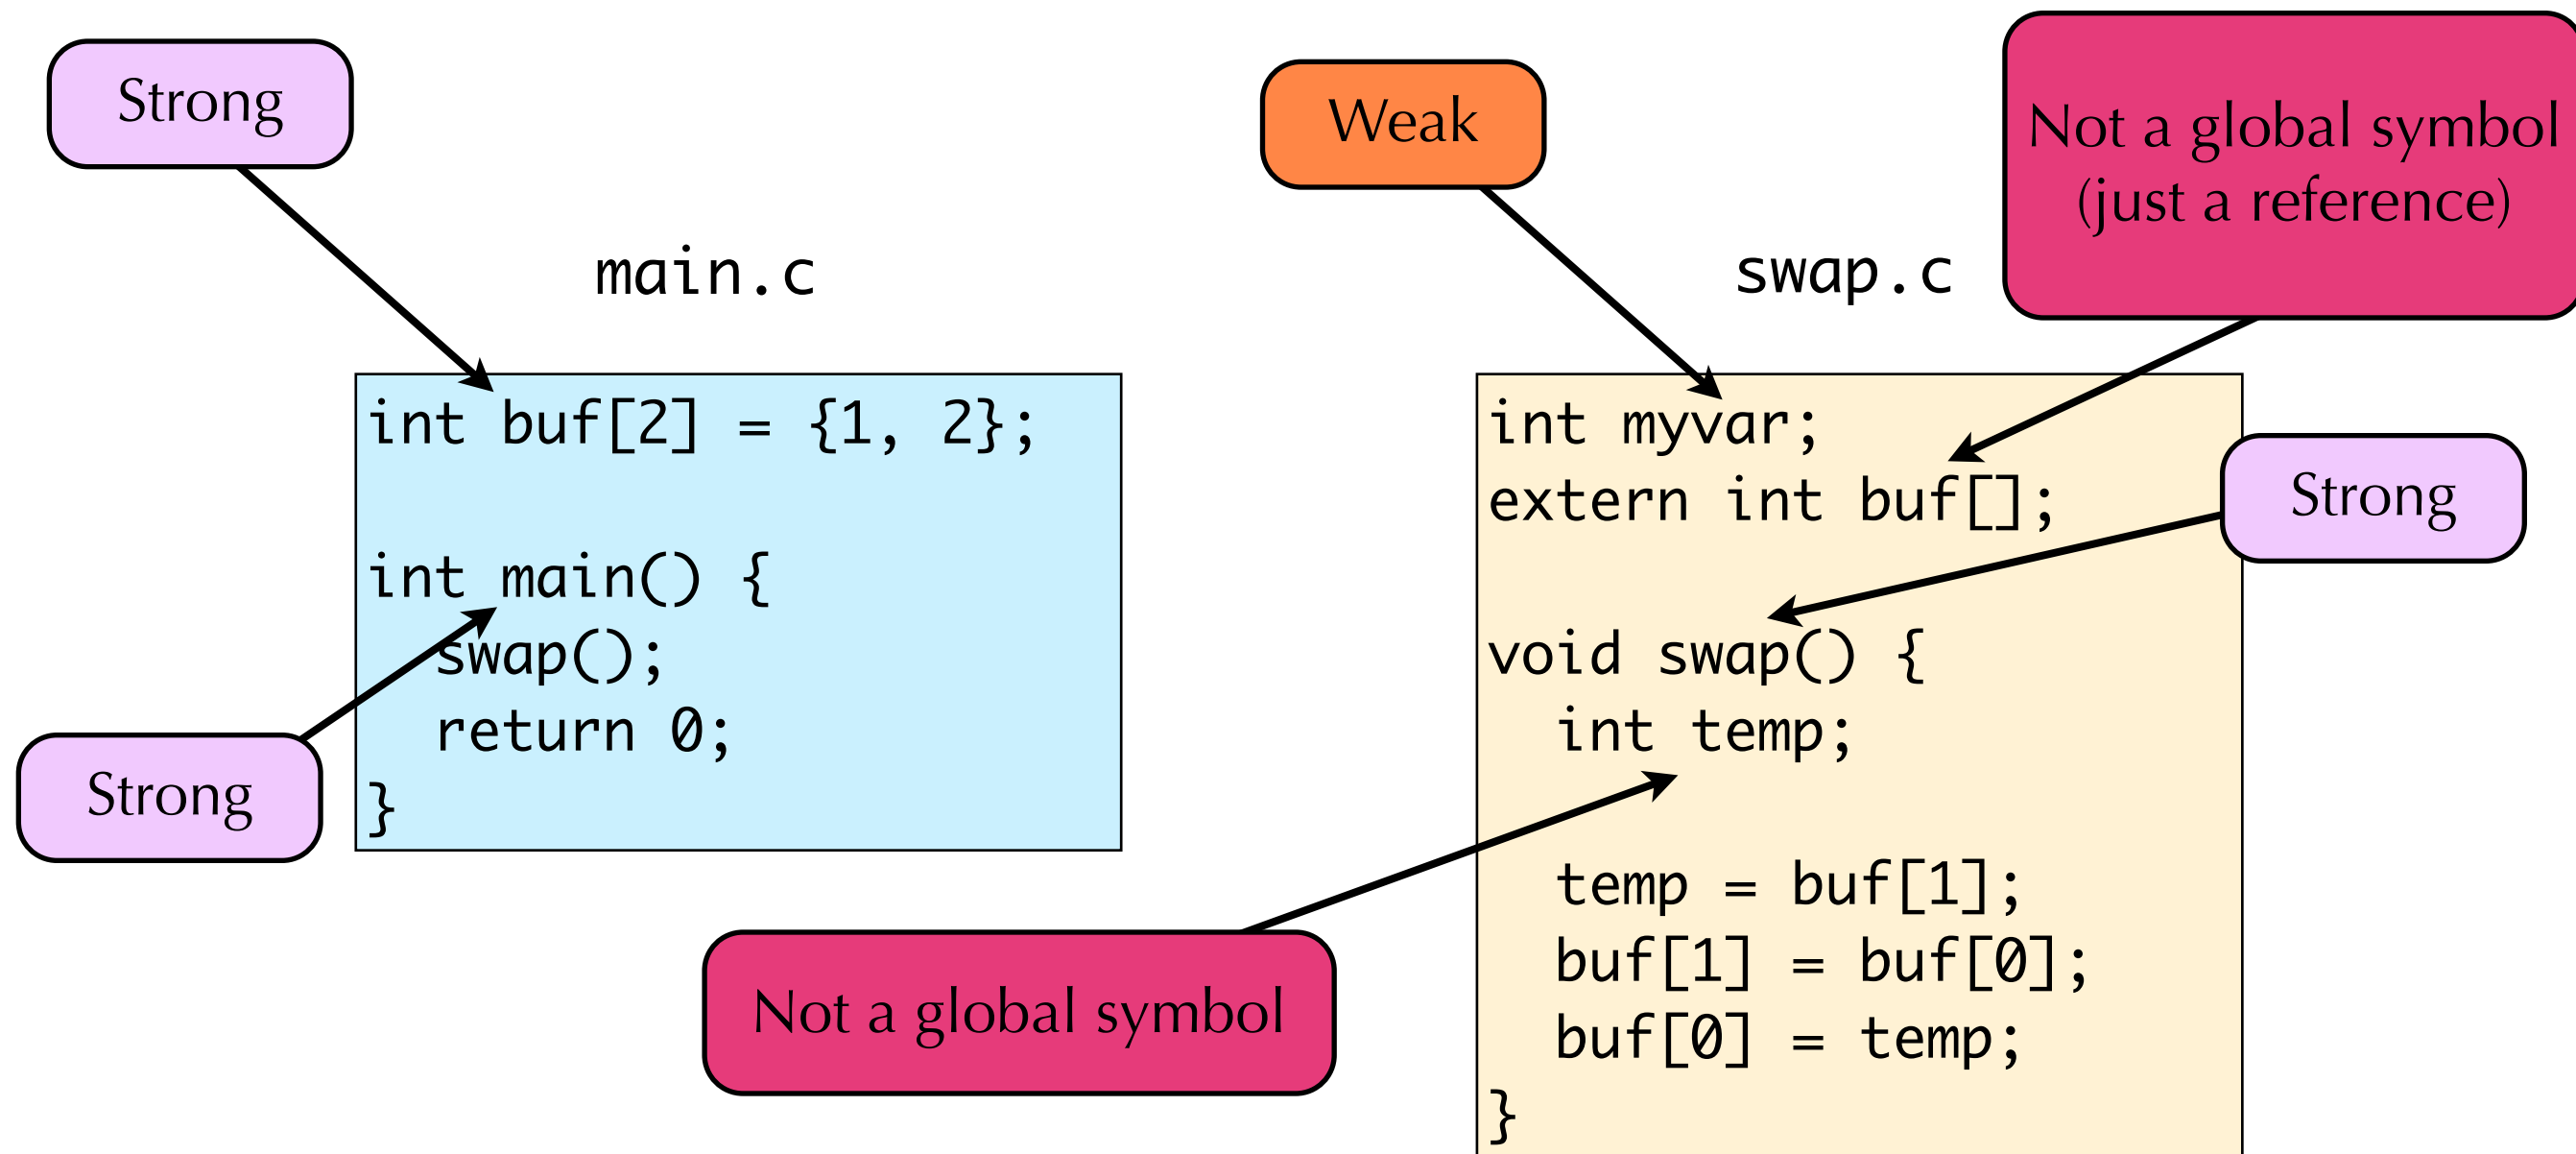 Strong
Weak
Not a global symbol
(just a reference)
main.c
swap.c
int buf[2] = {1, 2};
int main() {
swap();
return 0;
}
Strong
int myvar;
extern int buf[];
Strong
void swap() {
int temp;
temp = buf[1];
buf[1] = buf[0];
buf[0] = temp;
}
Not a global symbol